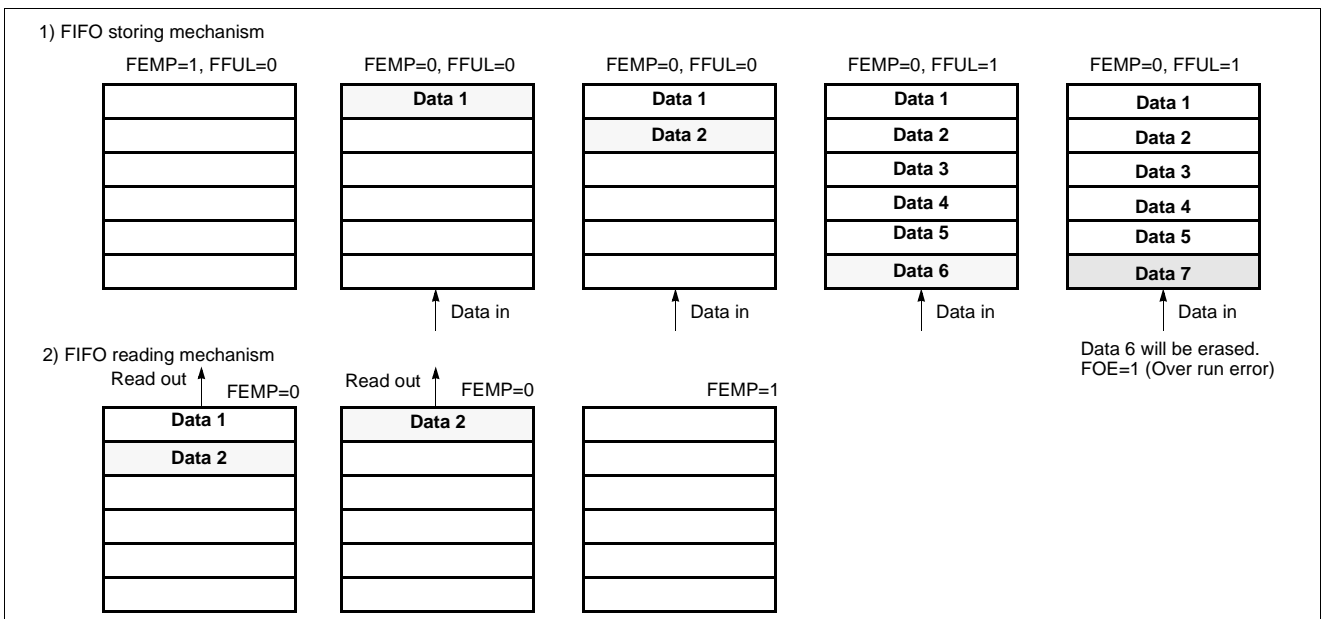 1) FIFO storing mechanism
FEMP=1, FFUL=0
FEMP=0, FFUL=0
Data 1
Data in
FEMP=0, FFUL=0
Data 1
Data 2
Data in
FEMP=0, FFUL=1
Data 1
Data 2
Data 3
Data 4
Data 5
Data 6
Data in
FEMP=0, FFUL=1
Data 1
Data 2
Data 3
Data 4
Data 5
Data 7
Data in
Data 6 will be erased.
FOE=1 (Over run error)
2) FIFO reading mechanism
Read out
FEMP=0
Data 1
Data 2
Read out
FEMP=0
Data 2
FEMP=1